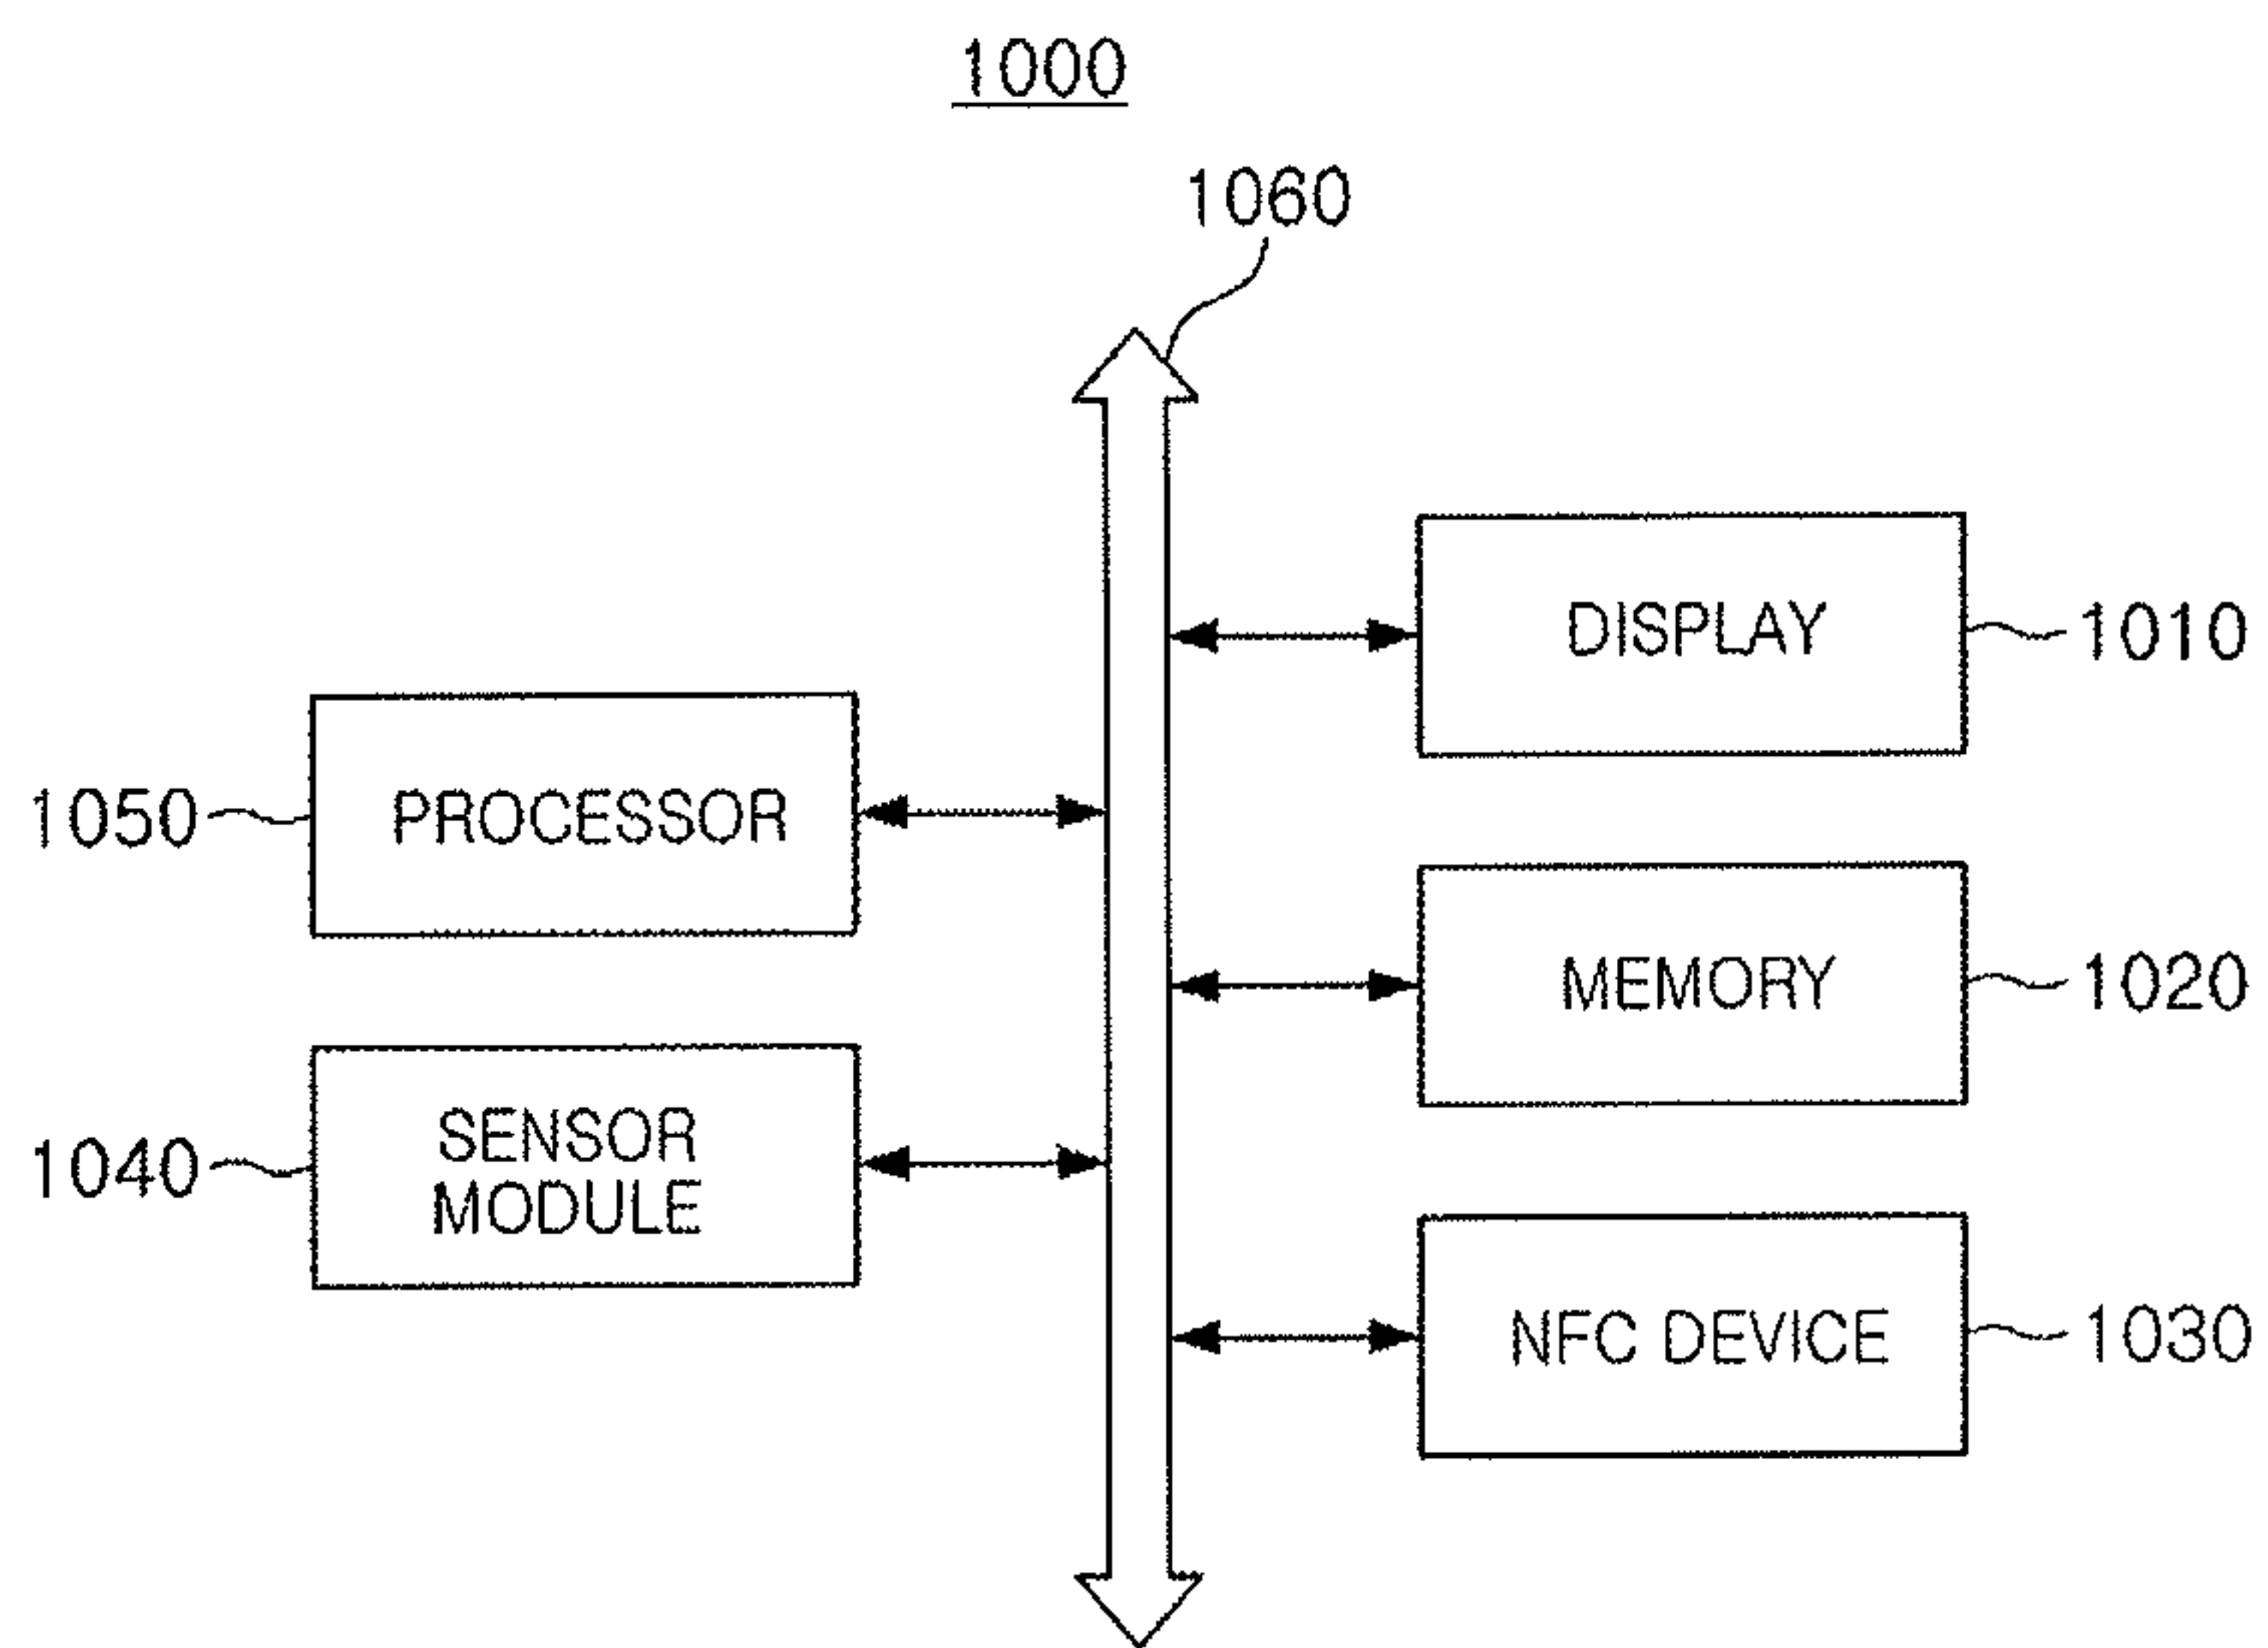 1000
1060
DISPLAY
1010
1050
PROCESSOR
MEMORY
1020
1040
SENSOR
MODULE
NFC DEVICE
1030